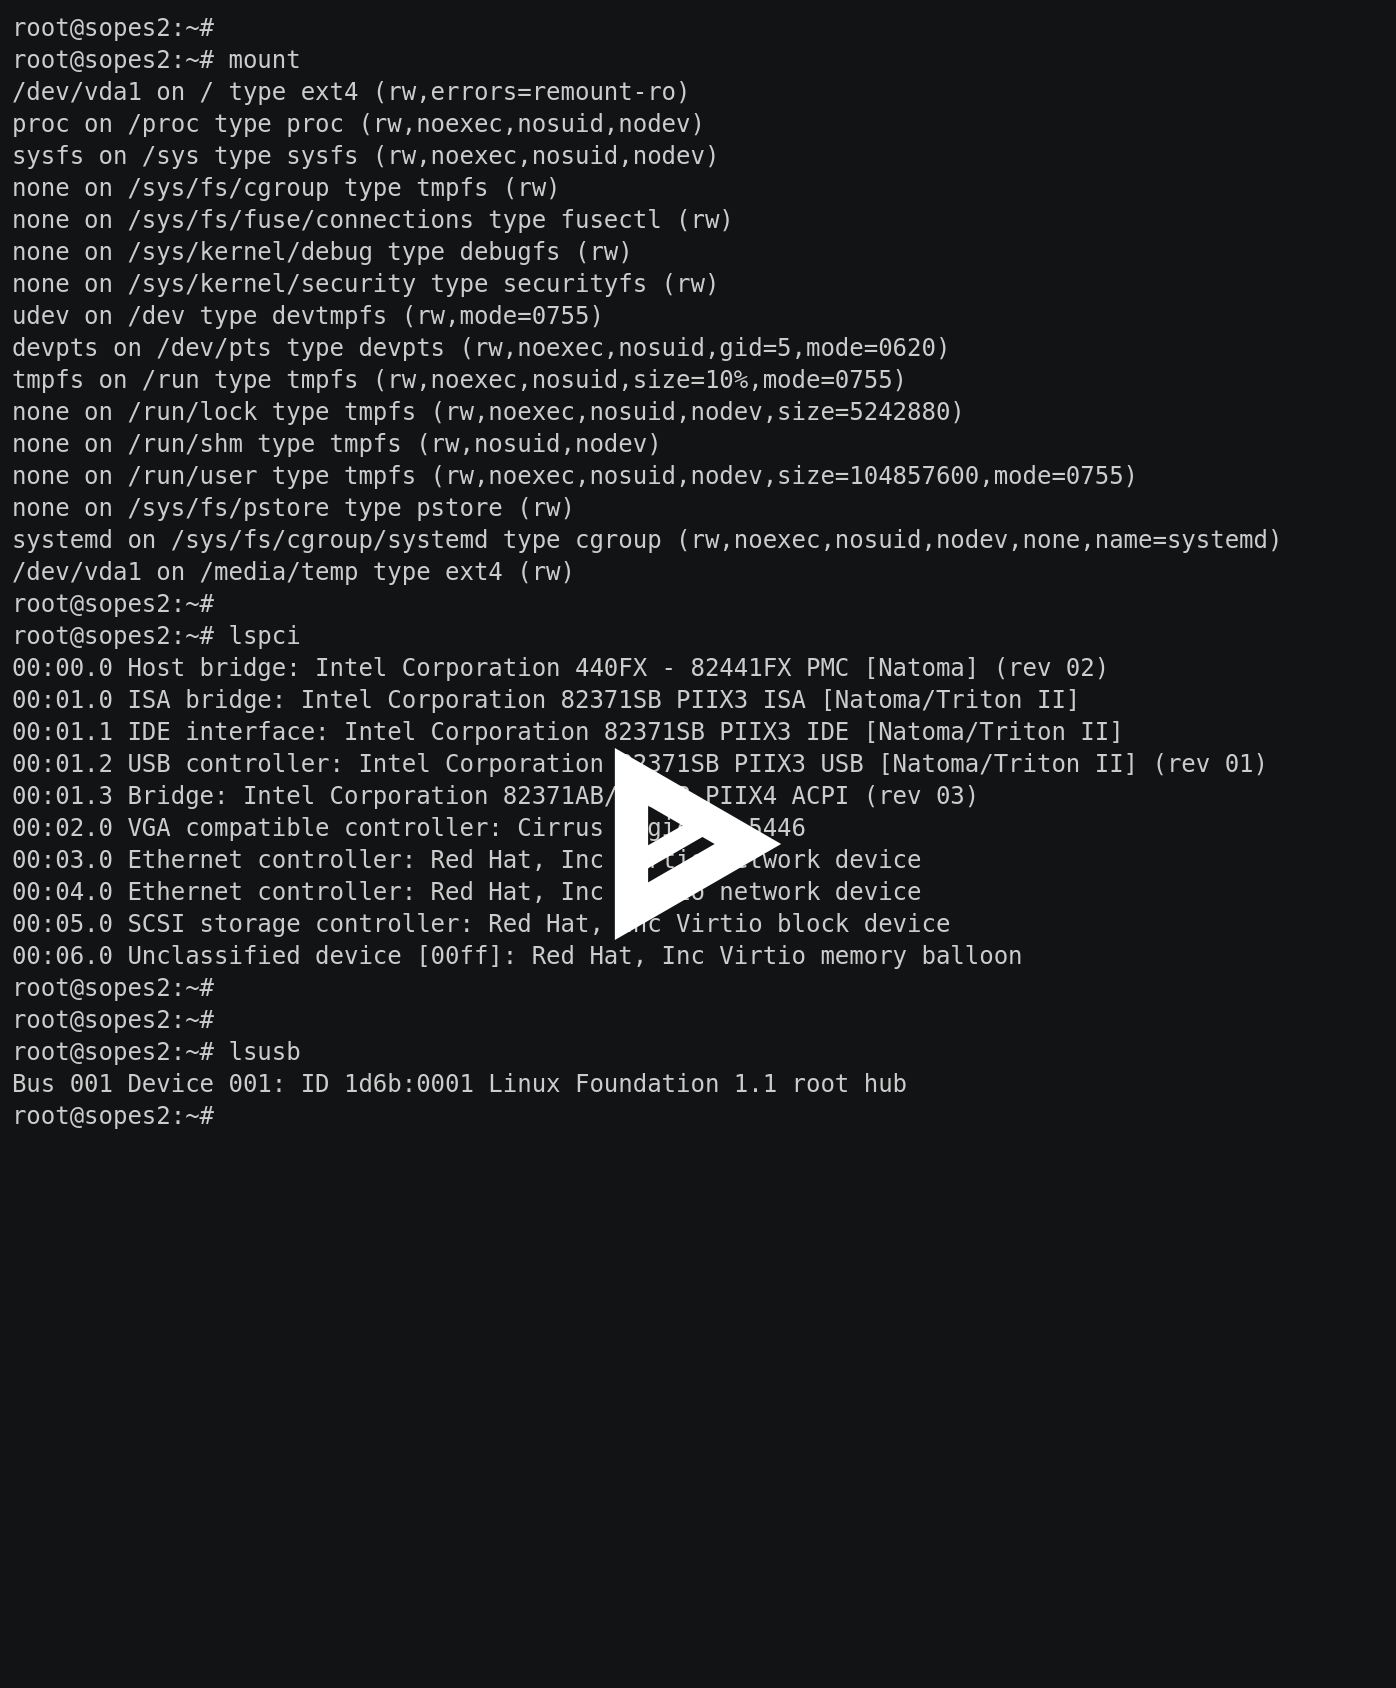 root@sopes2:~#
root@sopes2:~# mount
/dev/vda1 on / type ext4 (rw,errors=remount-ro)
proc on /proc type proc (rw,noexec,nosuid,nodev)
sysfs on /sys type sysfs (rw,noexec,nosuid,nodev)
none on /sys/fs/cgroup type tmpfs (rw)
none on /sys/fs/fuse/connections type fusectl (rw)
none on /sys/kernel/debug type debugfs (rw)
none on /sys/kernel/security type securityfs (rw)
udev on /dev type devtmpfs (rw,mode=0755)
devpts on /dev/pts type devpts (rw,noexec,nosuid,gid=5,mode=0620)
tmpfs on /run type tmpfs (rw,noexec,nosuid,size=10%,mode=0755)
none on /run/lock type tmpfs (rw,noexec,nosuid,nodev,size=5242880)
none on /run/shm type tmpfs (rw,nosuid,nodev)
none on /run/user type tmpfs (rw,noexec,nosuid,nodev,size=104857600,mode=0755)
none on /sys/fs/pstore type pstore (rw)
systemd on /sys/fs/cgroup/systemd type cgroup (rw,noexec,nosuid,nodev,none,name=systemd)
/dev/vda1 on /media/temp type ext4 (rw)
root@sopes2:~#
root@sopes2:~# lspci
00:00.0 Host bridge: Intel Corporation 440FX - 82441FX PMC [Natoma] (rev 02)
00:01.0 ISA bridge: Intel Corporation 82371SB PIIX3 ISA [Natoma/Triton II]
00:01.1 IDE interface: Intel Corporation 82371SB PIIX3 IDE [Natoma/Triton II]
00:01.2 USB controller: Intel Corporation 82371SB PIIX3 USB [Natoma/Triton II] (rev 01)
00:01.3 Bridge: Intel Corporation PIIX4 ACPI (rev 03)
00:02.0 VGA compatible controller: Cirrus
00:03.0 Ethernet controller: Red Hat, Inc network device
00:04.0 Ethernet controller: Red Hat, Inc network device
00:05.0 SCSI storage controller: Red Hat, Inc Virtio block device
00:06.0 Unclassified device [00ff]: Red Hat, Inc Virtio memory balloon
root@sopes2:~#
root@sopes2:~#
root@sopes2:~# lsusb
Bus 001 Device 001: ID 1d6b:0001 Linux Foundation 1.1 root hub
root@sopes2:~#